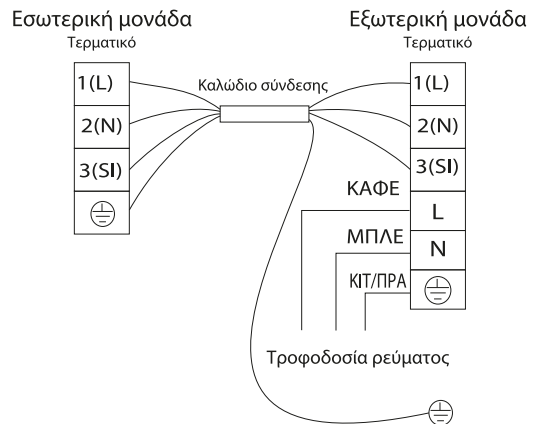 Εσωτερική μονάδα
Τερματικό
1(L)
2(N)
3(SI)
Καλώδιο σύνδεσης
Εξωτερική μονάδα
Τερματικό
1(L)
2(N)
3(SI)
ΚΑΦΕ
L
ΜΠΛΕ
N
ΚΙΤ/ΠΡΑ
Τροφοδοσία ρεύματος